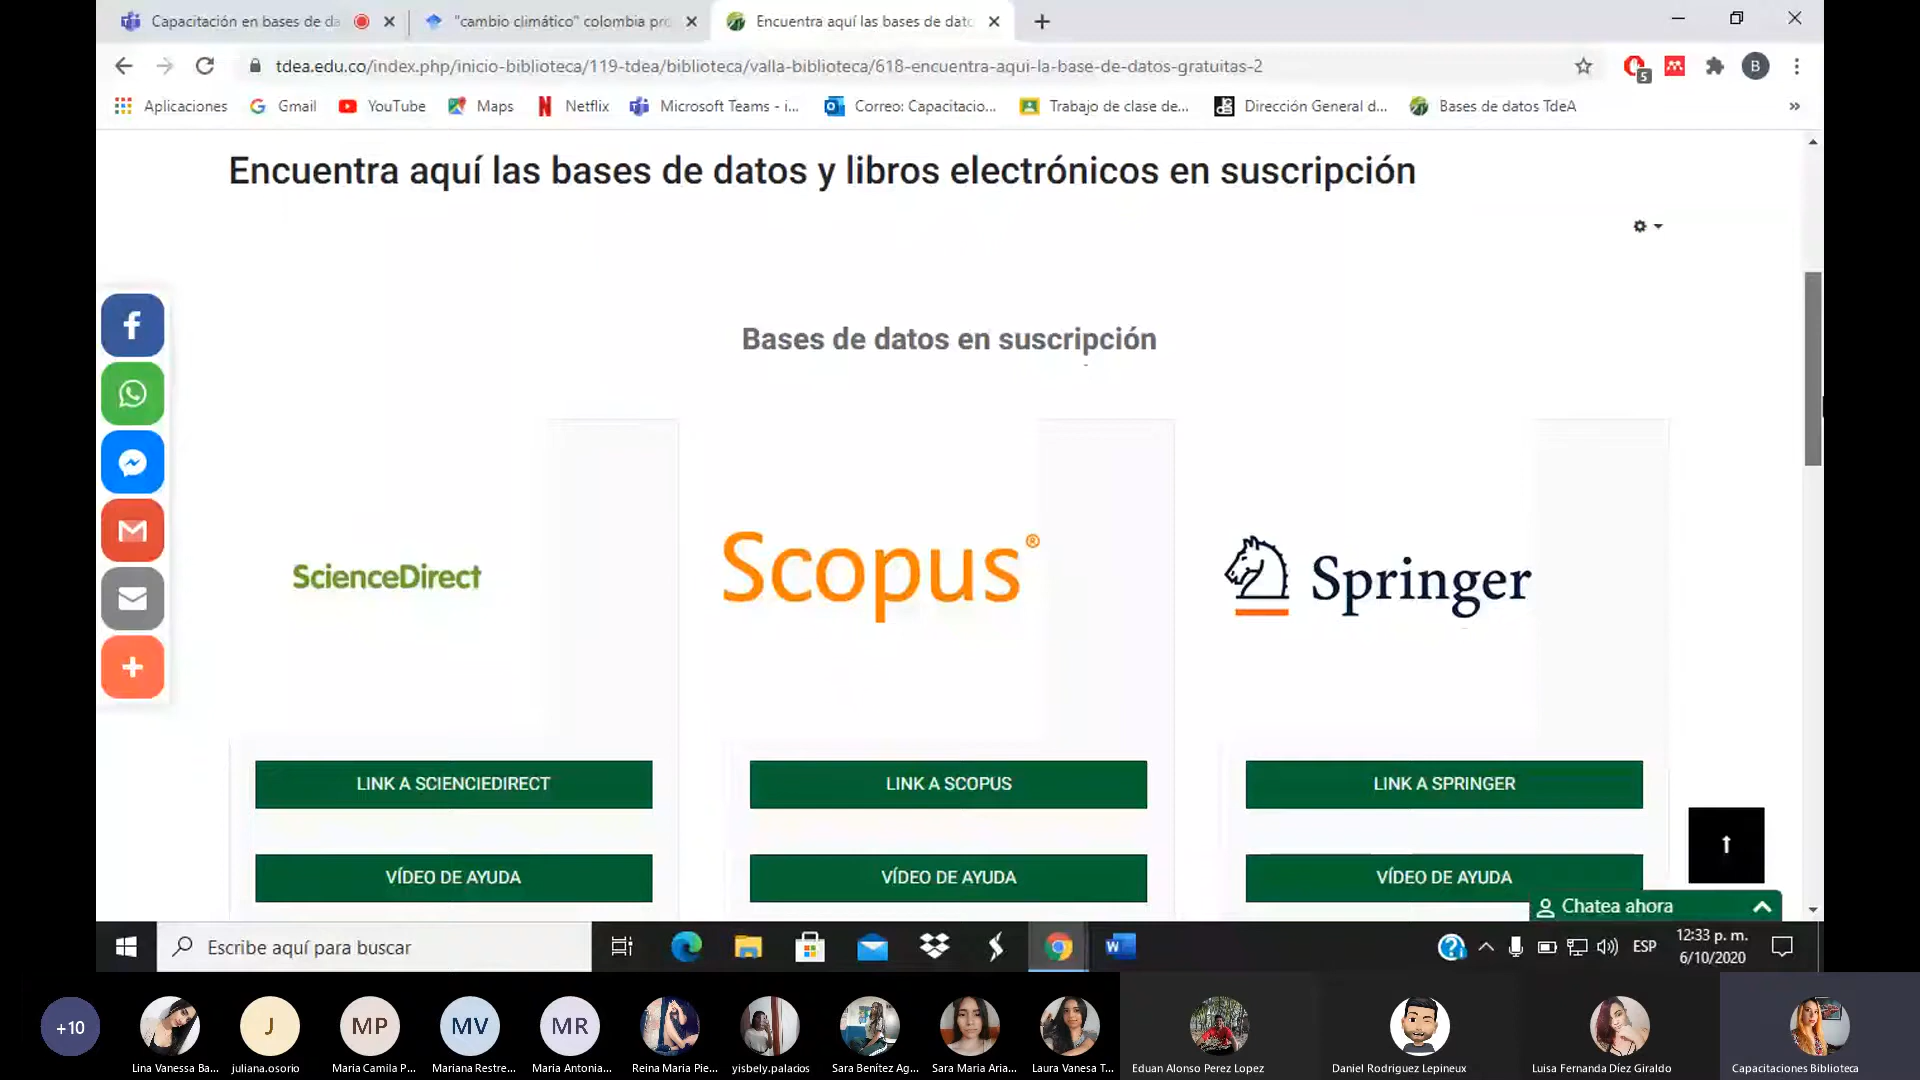 Capacitación en bases de da
"cambio climático" colombia pro
Encuentra aquí las bases de dato
tdea.edu.co/index.php/inicio-biblioteca/119-tdea/biblioteca/valla-biblioteca/618-encuentra-aqui-la-base-de-datos-gratuitas-2
5
B
Aplicaciones
Gmail
YouTube
Maps
Netflix
Microsoft Teams - i...
Correo: Capacitacio...
Trabajo de clase de...
Dirección General d...
Bases de datos TdeA
»
Encuentra aquí las bases de datos y libros electrónicos en suscripción
Bases de datos en suscripción
ScienceDirect
Scopus®
Springer
LINK A SCIENCIEDIRECT
LINK A SCOPUS
LINK A SPRINGER
VÍDEO DE AYUDA
VÍDEO DE AYUDA
VÍDEO DE AYUDA
Chatea ahora
Escribe aquí para buscar
ESP
12:33 p. m.
6/10/2020
+10
J
MP
MV
MR
Lina Vanessa Ba...
juliana.osorio
Maria Camila P...
Mariana Restre...
Maria Antonia...
Reina Maria Pie...
yisbely.palacios
Sara Benítez Ag...
Sara Maria Aria...
Laura Vanesa T...
Eduan Alonso Perez Lopez
Daniel Rodriguez Lepineux
Luisa Fernanda Díez Giraldo
Capacitaciones Biblioteca